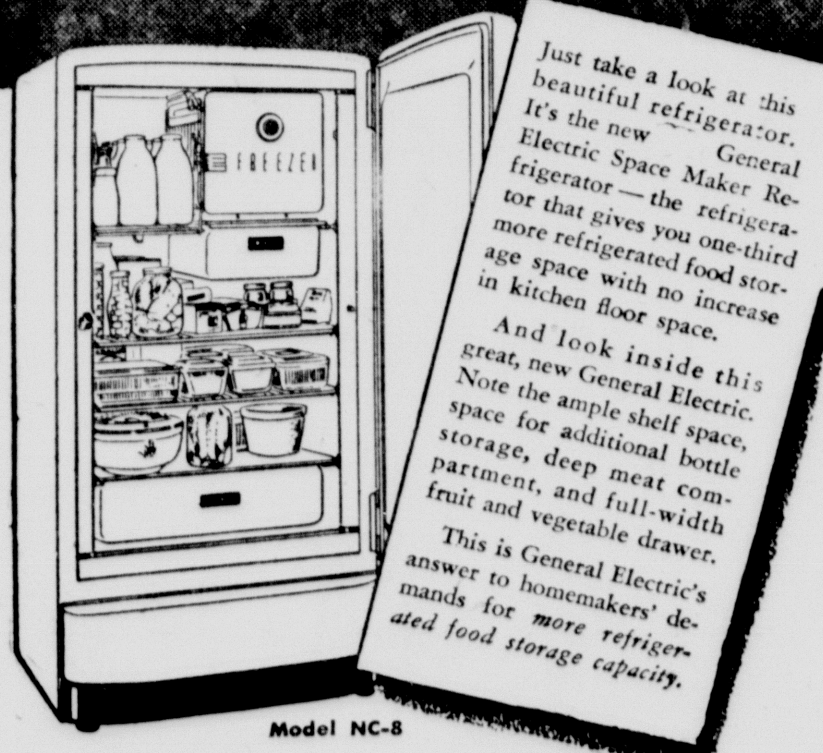 FREEZER
Just take a look at this
beautiful refrigerator.
It's the new General
Electric Space Maker Re-
frigerator — the refrigera-
tor that gives you one-third
more refrigerated food stor-
age space with no increase
in kitchen floor space.
And look inside this
great, new General Electric.
Note the ample shelf space,
space for additional bottle
storage, deep meat com-
partment, and full-width
fruit and vegetable drawer.
This is General Electric's
answer to homemakers' de-
mands for more refriger-
ated food storage capacity.
Model NC-8